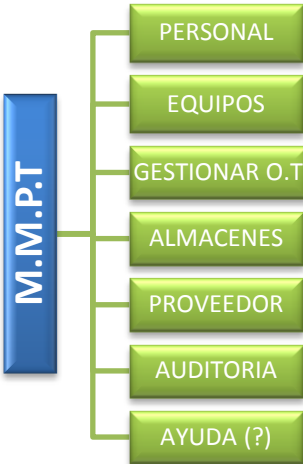 M.M.P.T
PERSONAL
EQUIPOS
GESTIONAR O.T
ALMACENES
PROVEEDOR
AUDITORIA
AYUDA (?)